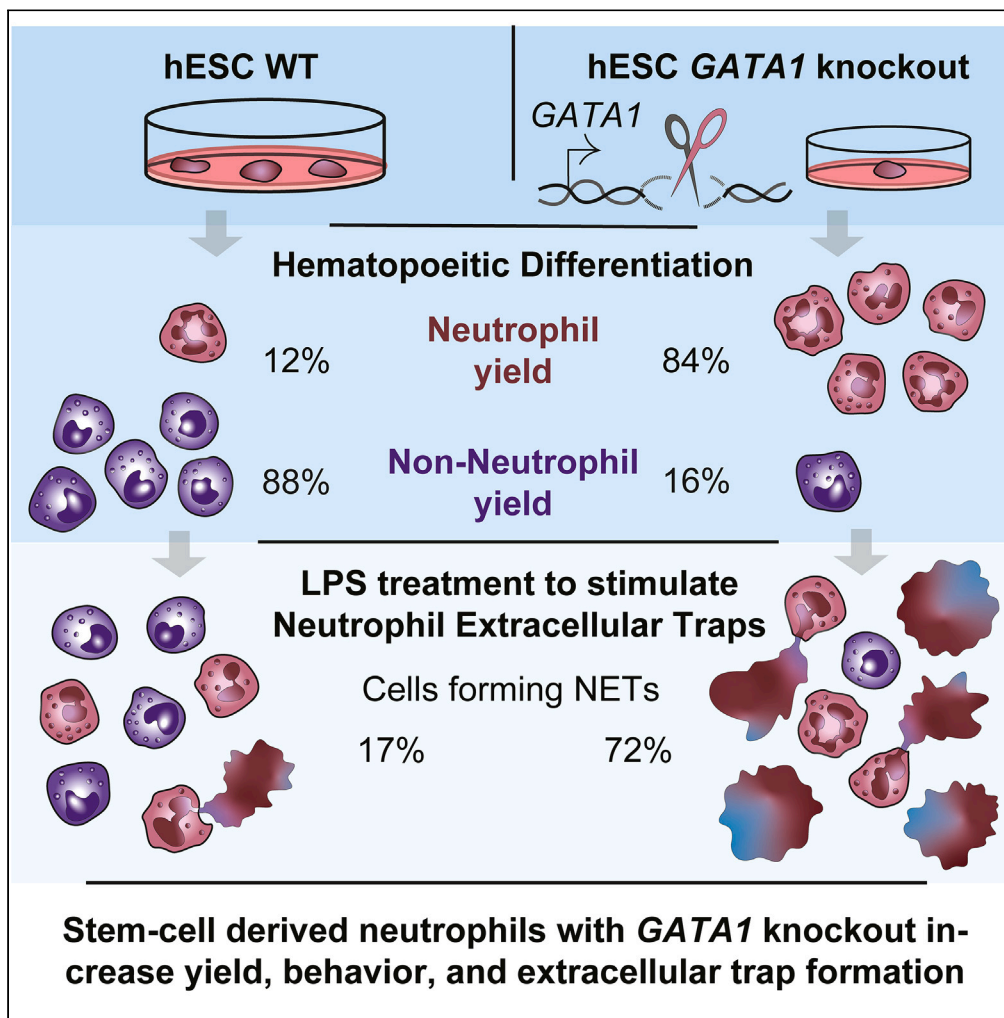 hESC WT
hESC GATA1 knockout
GATA1
Hematopoeitic Differentiation
12%
Neutrophil
yield
84%
88%
Non-Neutrophil
yield
16%
LPS treatment to stimulate
Neutrophil Extracellular Traps
Cells forming NETs
17%
72%
Stem-cell derived neutrophils with GATA1 knockout in-
crease yield, behavior, and extracellular trap formation